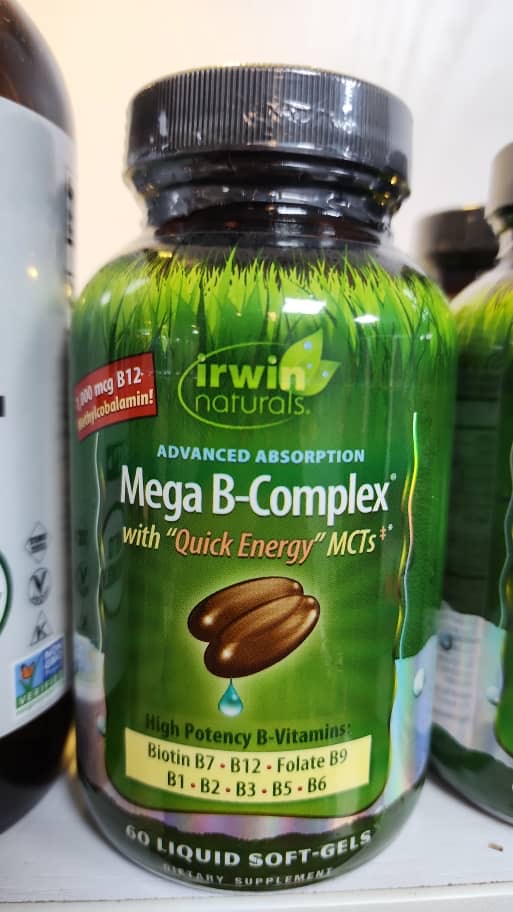 irwin
naturals.
000 mcg B12-
Methylcobalamin!
ADVANCED ABSORPTION
Mega B-Complex*
with "Quick Energy" MCTs‡*
High Potency B-Vitamins:
Biotin B7 • B12 • Folate B9
B1 • B2 • B3 • B5 • B6
60 LIQUID SOFT-GELS
DIETARY SUPPLEMENT